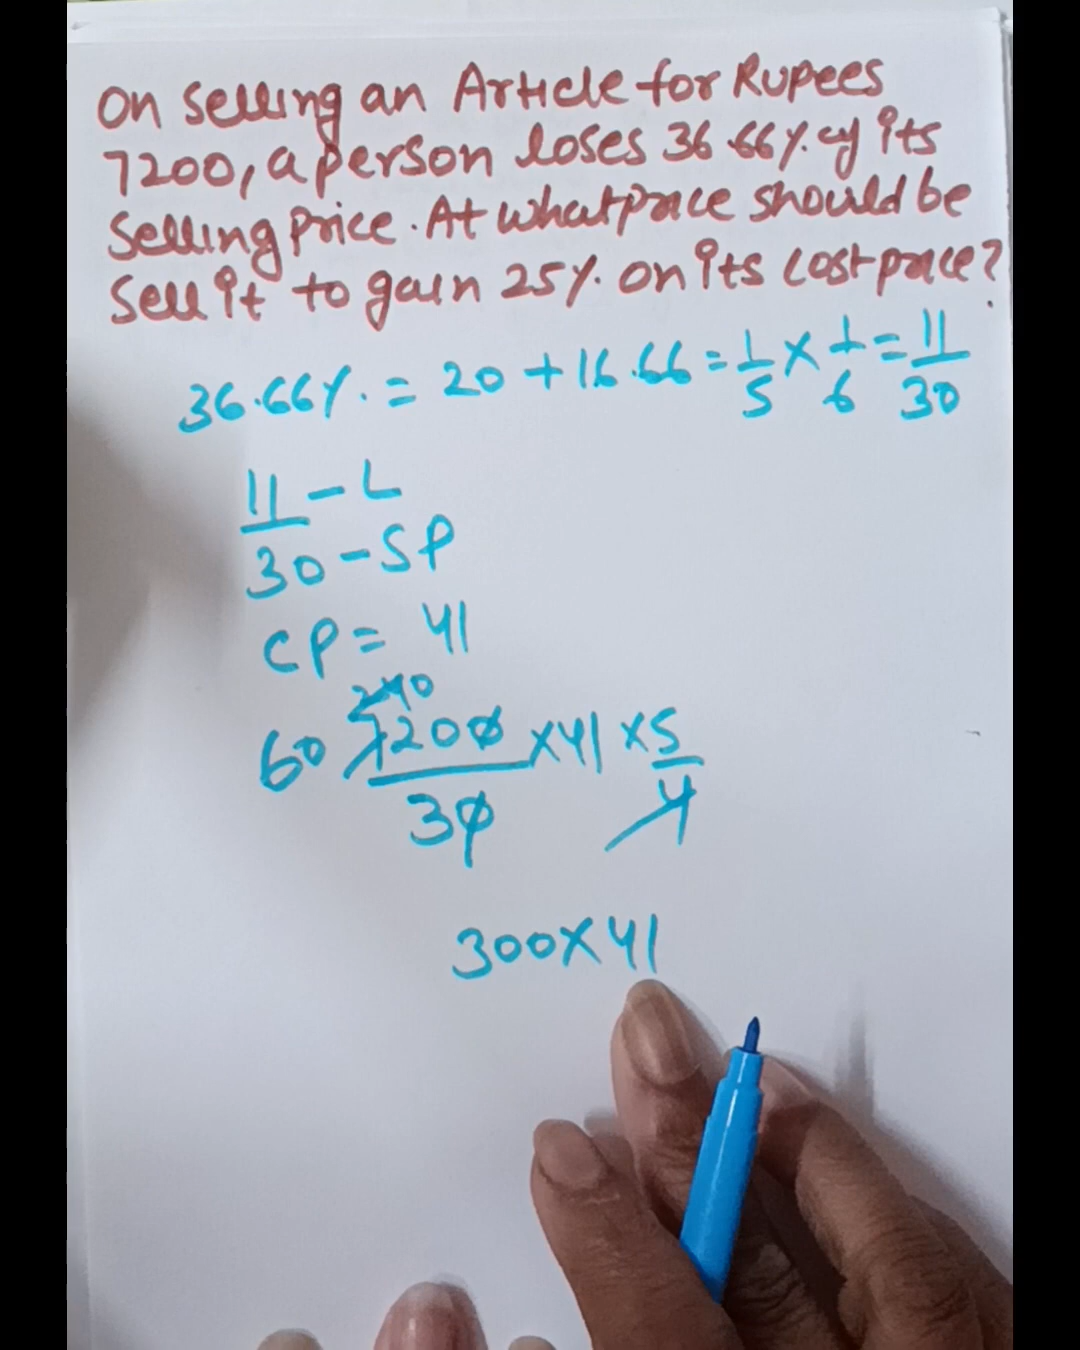 On Selling an Article for Rupees
7200, a person loses 36.66% of its
Selling Price. At what price should be
Sell it to gain 25% on its cost price?
36.66% = 20 + 16.66 = 1/5 × 1/6 = 11/30
11 - L
30 - SP
CP = 41
240
60 7200 × 41 × 5
30 4
300 × 41